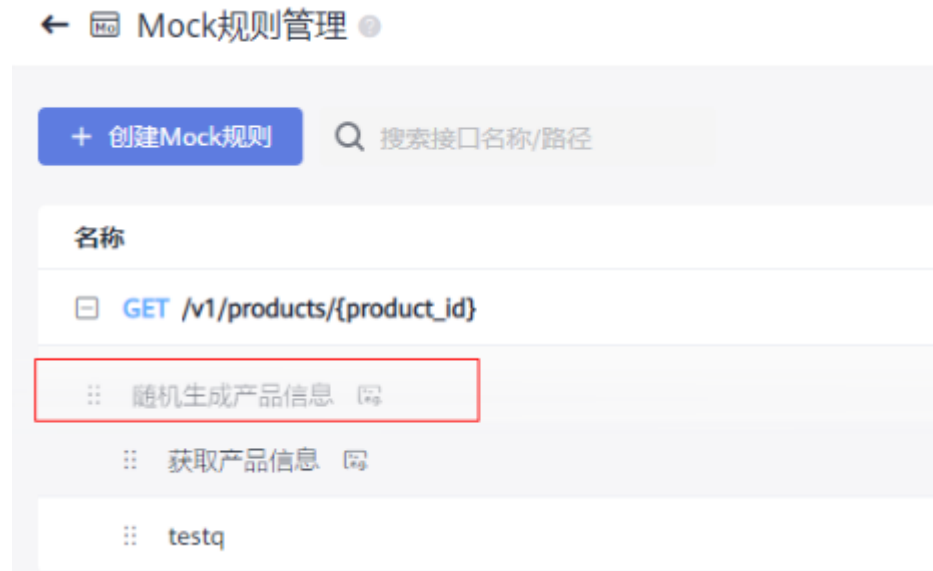 Mock规则管理
+ 创建Mock规则 搜索接口名称/路径
名称
GET /v1/products/{product_id}
随机生成产品信息
获取产品信息
testq